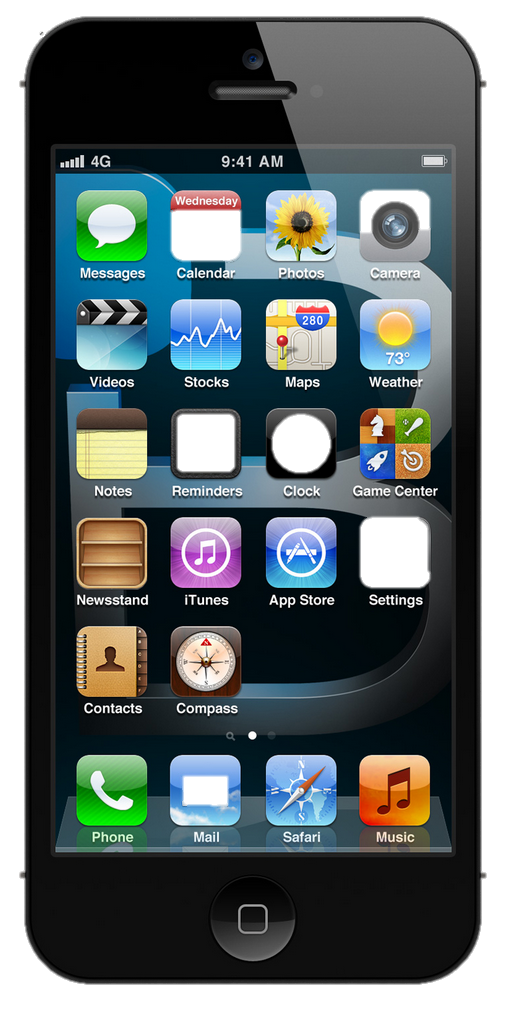 4G 9:41 AM
Wednesday
Messages Calendar Photos Camera
280
73°
Videos Stocks Maps Weather
Notes Reminders Clock Game Center
Newsstand iTunes App Store Settings
Contacts Compass
N
S
Phone Mail Safari Music